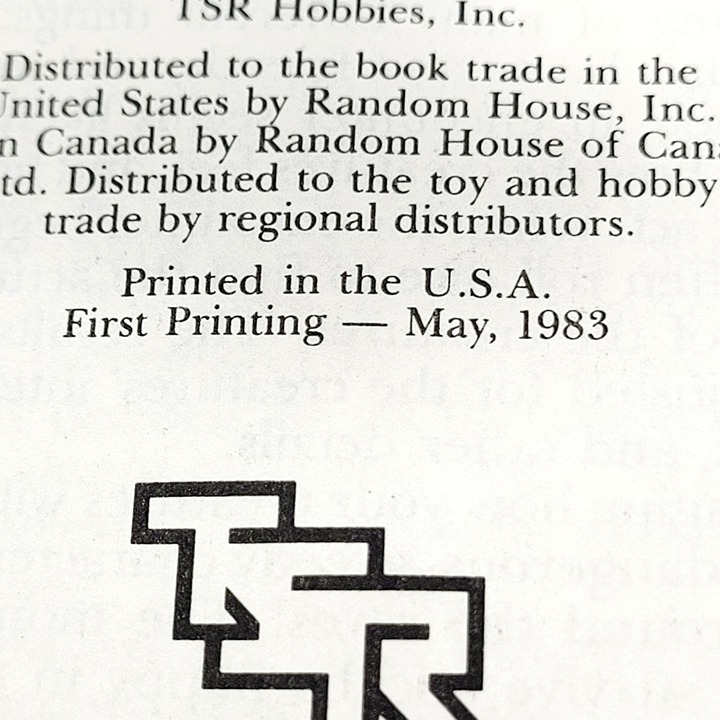 TSR Hobbies, Inc.
Distributed to the book trade in the
United States by Random House, Inc.
n Canada by Random House of Can
td. Distributed to the toy and hobby
trade by regional distributors.
Printed in the U.S.A.
First Printing — May, 1983